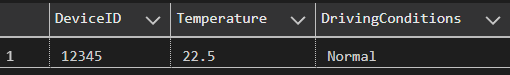 DeviceID Temperature DrivingConditions
1 12345 22.5 Normal